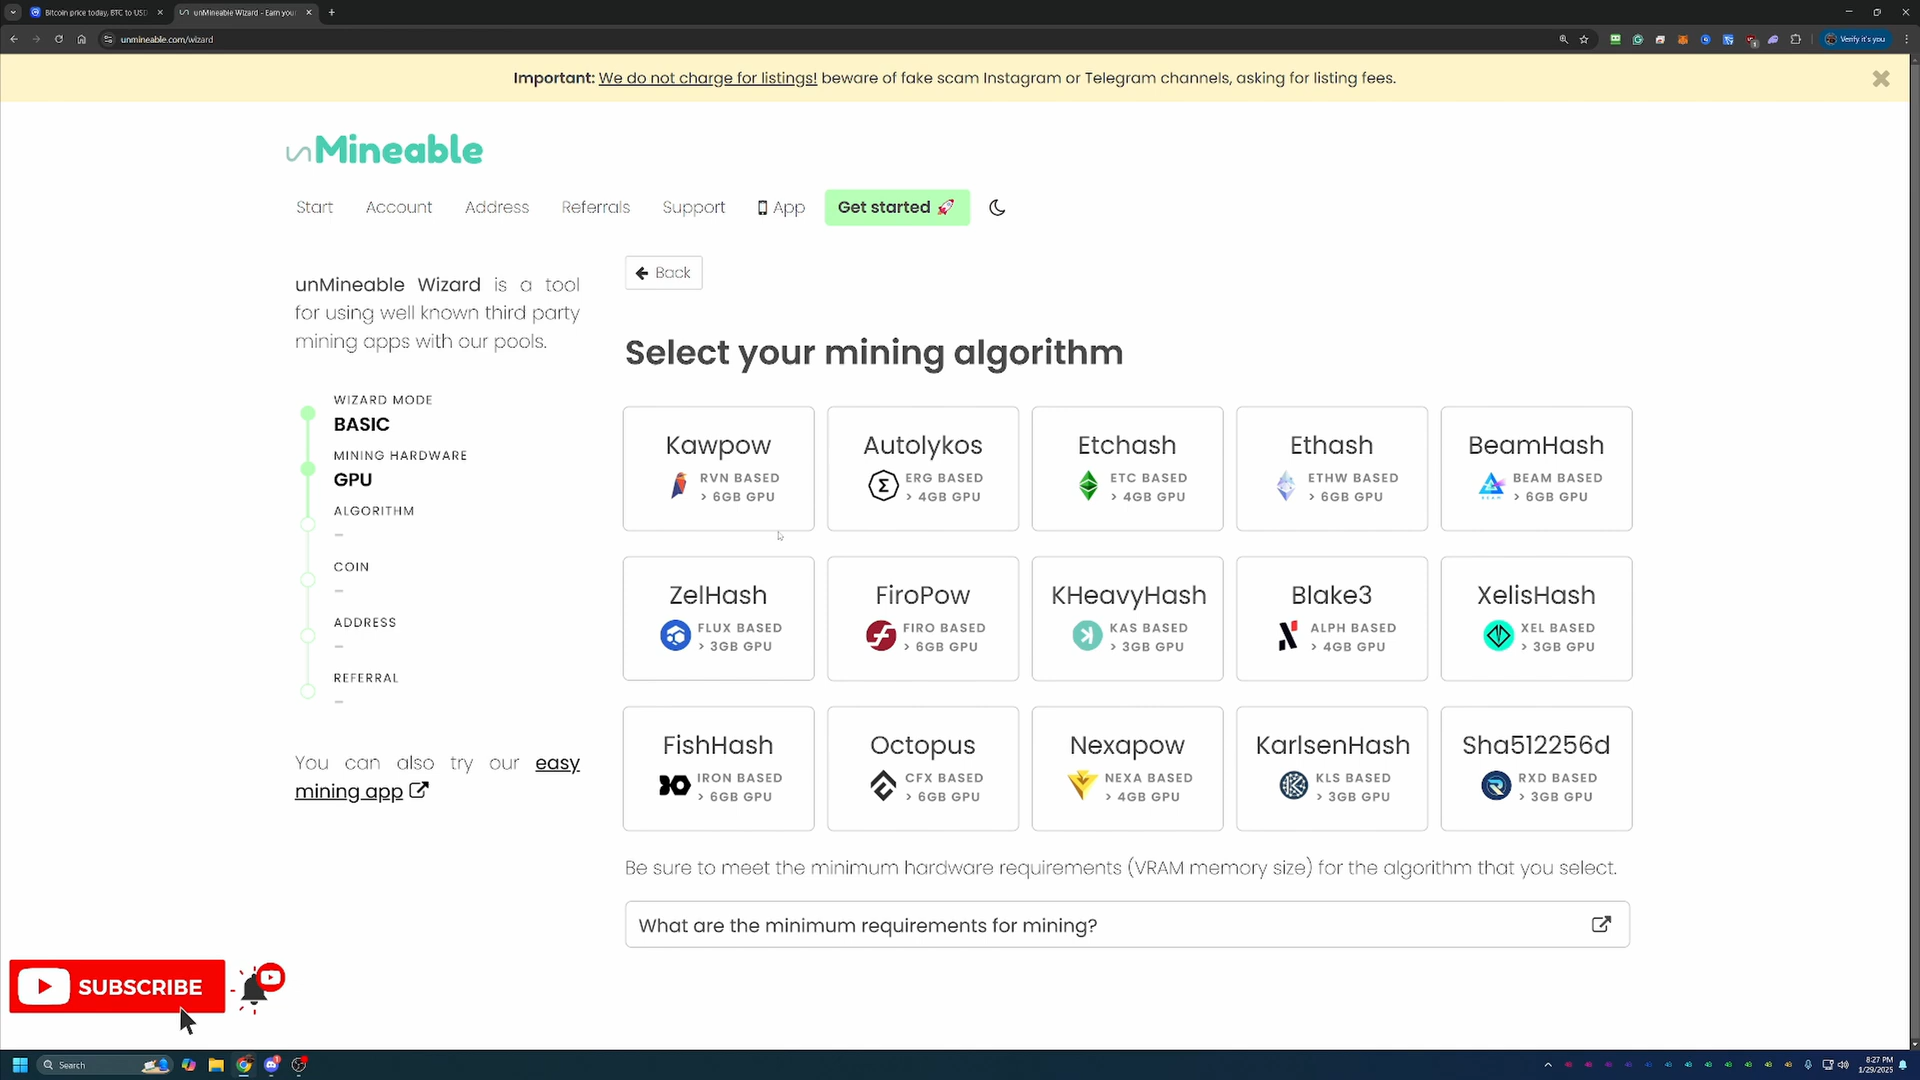 Bitcoin price today, BTC to USD
unMineable Wizard - Earn your
unmineable.com/wizard
Verify it's you
Important: We do not charge for listings! beware of fake scam Instagram or Telegram channels, asking for listing fees.
unMineable
Start
Account
Address
Referrals
Support
App
Get started
unMineable Wizard is a tool
for using well known third party
mining apps with our pools.
WIZARD MODE
BASIC
MINING HARDWARE
GPU
ALGORITHM
–
COIN
–
ADDRESS
–
REFERRAL
–
You can also try our easy
mining app
Back
Select your mining algorithm
Kawpow
RVN BASED
> 6GB GPU
Autolykos
ERG BASED
> 4GB GPU
Etchash
ETC BASED
> 4GB GPU
Ethash
ETHW BASED
> 6GB GPU
BeamHash
BEAM BASED
> 6GB GPU
ZelHash
FLUX BASED
> 3GB GPU
FiroPow
FIRO BASED
> 6GB GPU
KHeavyHash
KAS BASED
> 3GB GPU
Blake3
ALPH BASED
> 4GB GPU
XelisHash
XEL BASED
> 3GB GPU
FishHash
IRON BASED
> 6GB GPU
Octopus
CFX BASED
> 6GB GPU
Nexapow
NEXA BASED
> 4GB GPU
KarlsenHash
KLS BASED
> 3GB GPU
Sha512256d
RXD BASED
> 3GB GPU
Be sure to meet the minimum hardware requirements (VRAM memory size) for the algorithm that you select.
What are the minimum requirements for mining?
SUBSCRIBE
Search
8:27 PM
1/29/2025